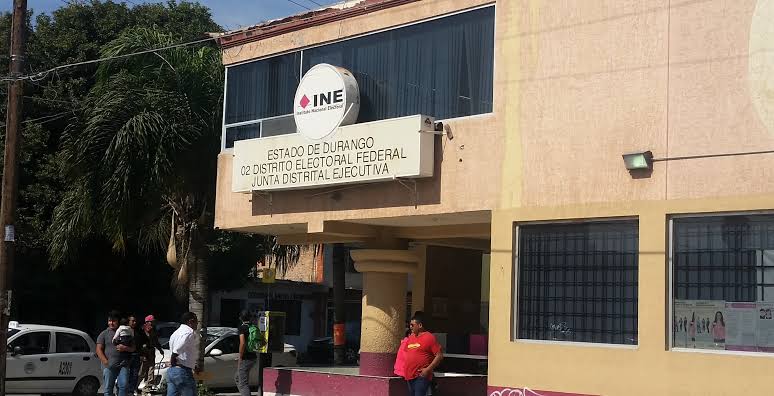 INE
Instituto Nacional Electoral
ESTADO DE DURANGO
02 DISTRITO ELECTORAL FEDERAL
JUNTA DISTRITAL EJECUTIVA